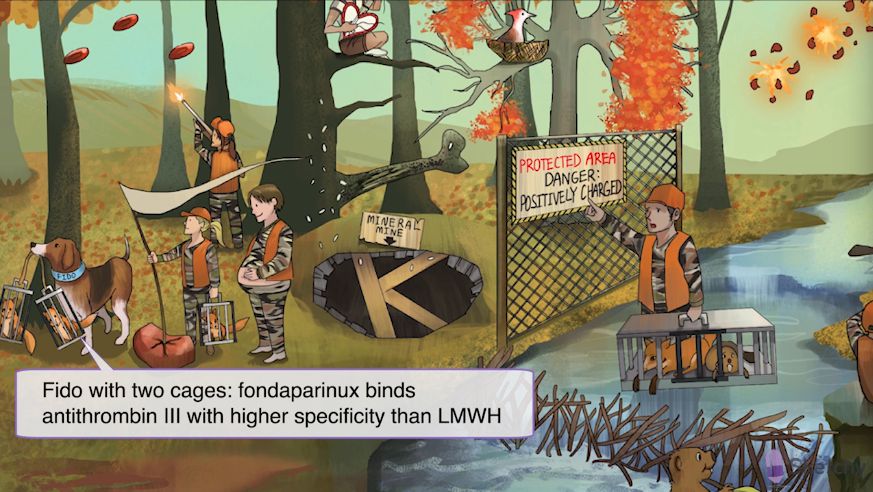 PROTECTED AREA
DANGER:
POSITIVELY CHARGED
MINERAL
MINE
FIDO
Fido with two cages: fondaparinux binds
antithrombin III with higher specificity than LMWH
Sketchy